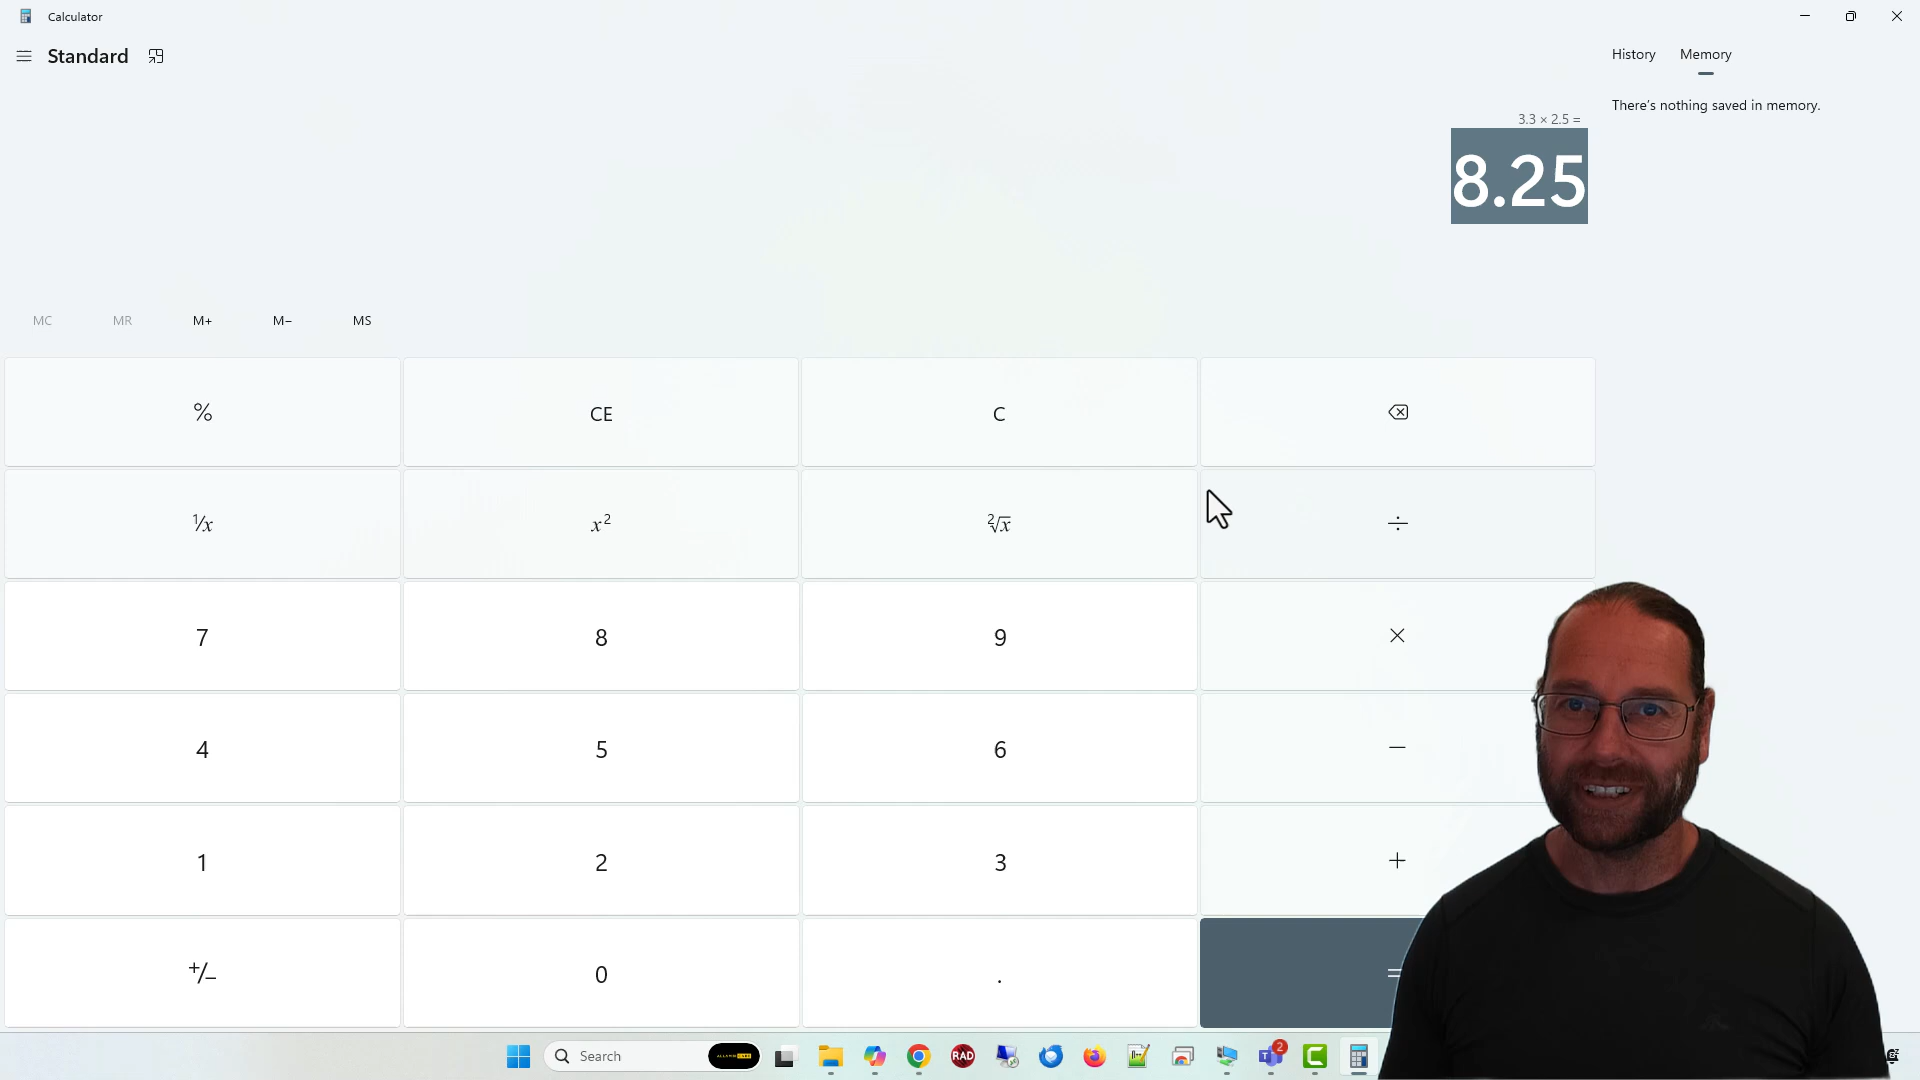 Calculator
Standard
History Memory
There's nothing saved in memory.
3.3 × 2.5 =
8.25
MC MR M+ M− MS
% CE C
¹/x x² ²√x ÷
7 8 9 ×
4 5 6 −
1 2 3 +
+/− 0 . =
Search
RAD
T
2